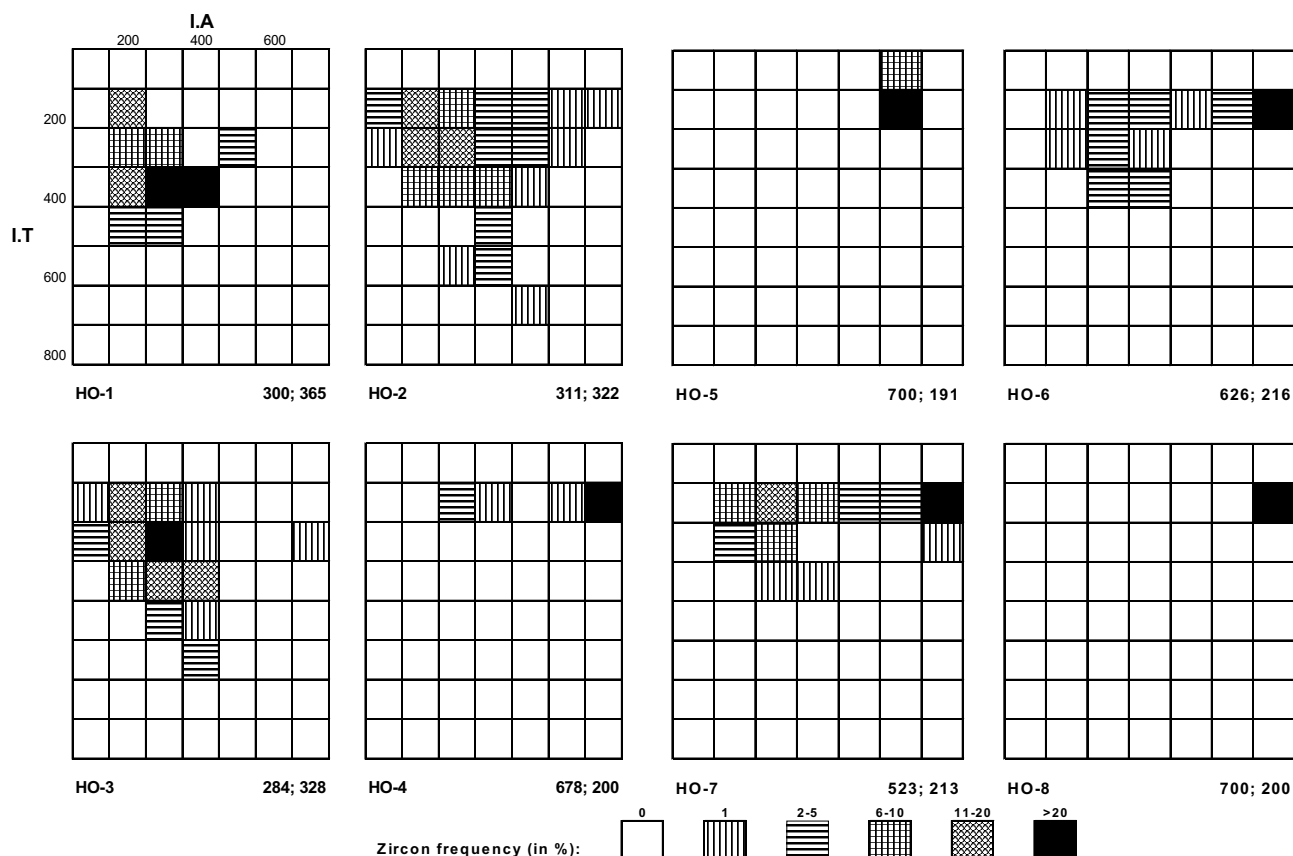 I.A
200 400 600
200
400
I.T
600
800
HO-1 300; 365
HO-2 311; 322
HO-5 700; 191
HO-6 626; 216
HO-3 284; 328
HO-4 678; 200
HO-7 523; 213
HO-8 700; 200
0 1 2-5 6-10 11-20 >20
Zircon frequency (in %):